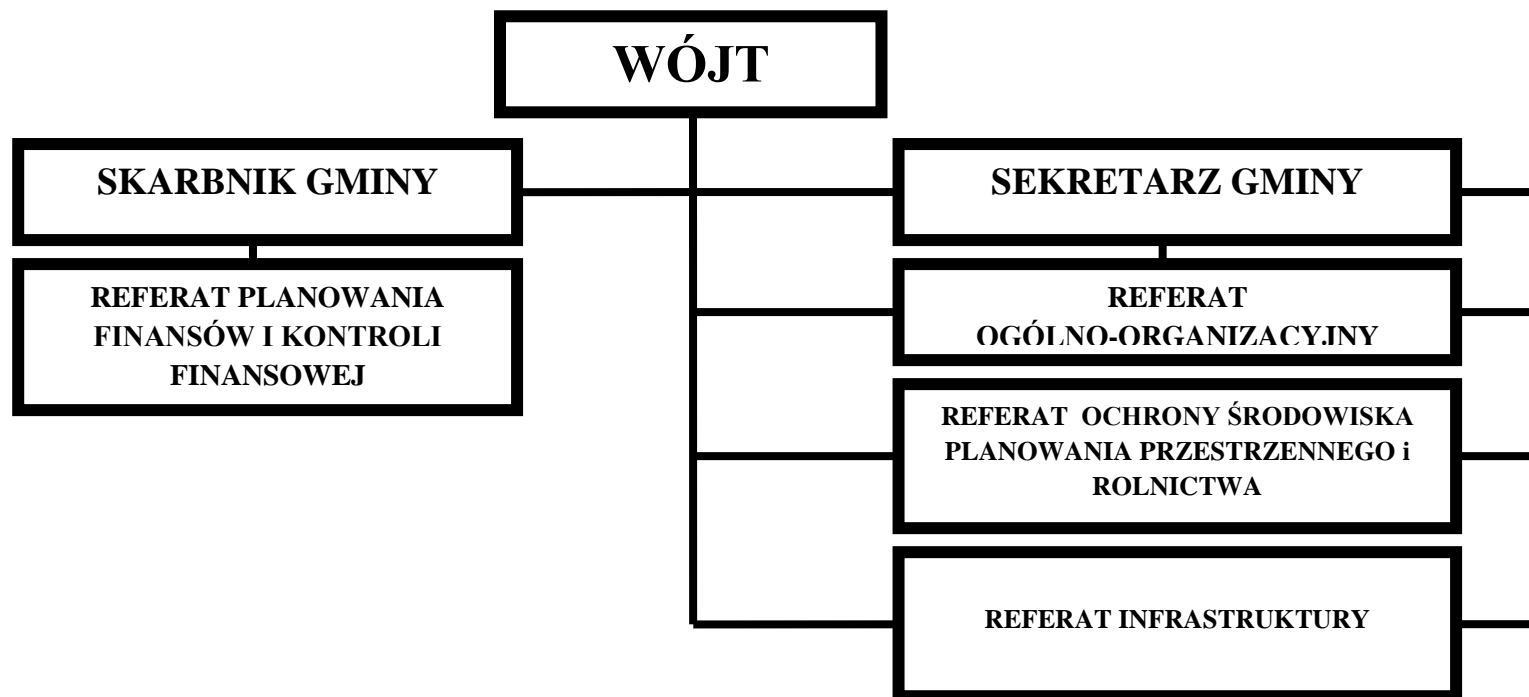 WÓJT
SKARBNIK GMINY
SEKRETARZ GMINY
REFERAT PLANOWANIA
FINANSÓW I KONTROLI
FINANSOWEJ
REFERAT
OGÓLNO-ORGANIZACYJNY
REFERAT OCHRONY ŚRODOWISKA
PLANOWANIA PRZESTRZENNEGO i
ROLNICTWA
REFERAT INFRASTRUKTURY